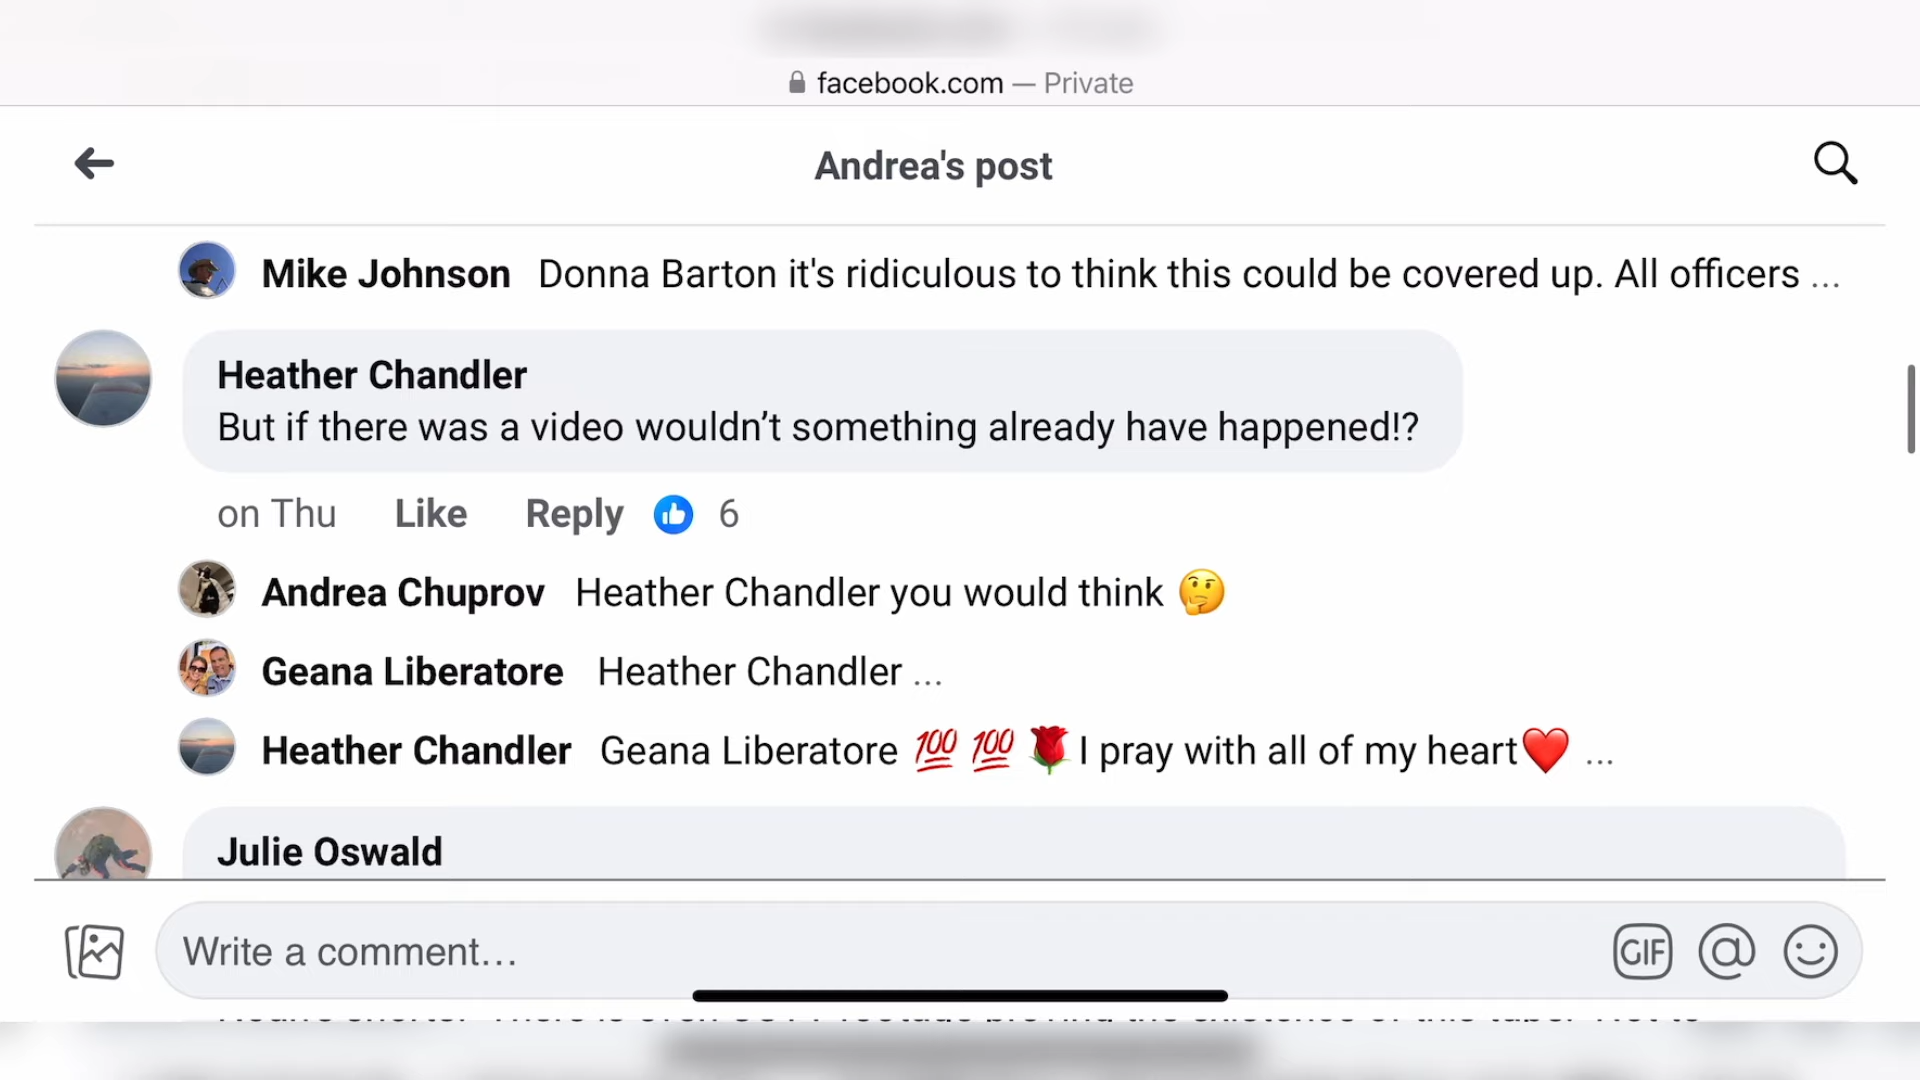 facebook.com — Private
Andrea's post
Mike Johnson Donna Barton it's ridiculous to think this could be covered up. All officers ...
Heather Chandler
But if there was a video wouldn’t something already have happened!?
on Thu Like Reply 6
Andrea Chuprov Heather Chandler you would think 🤔
Geana Liberatore Heather Chandler ...
Heather Chandler Geana Liberatore 💯 💯 🌹I pray with all of my heart❤️ ...
Julie Oswald
Write a comment...
GIF @